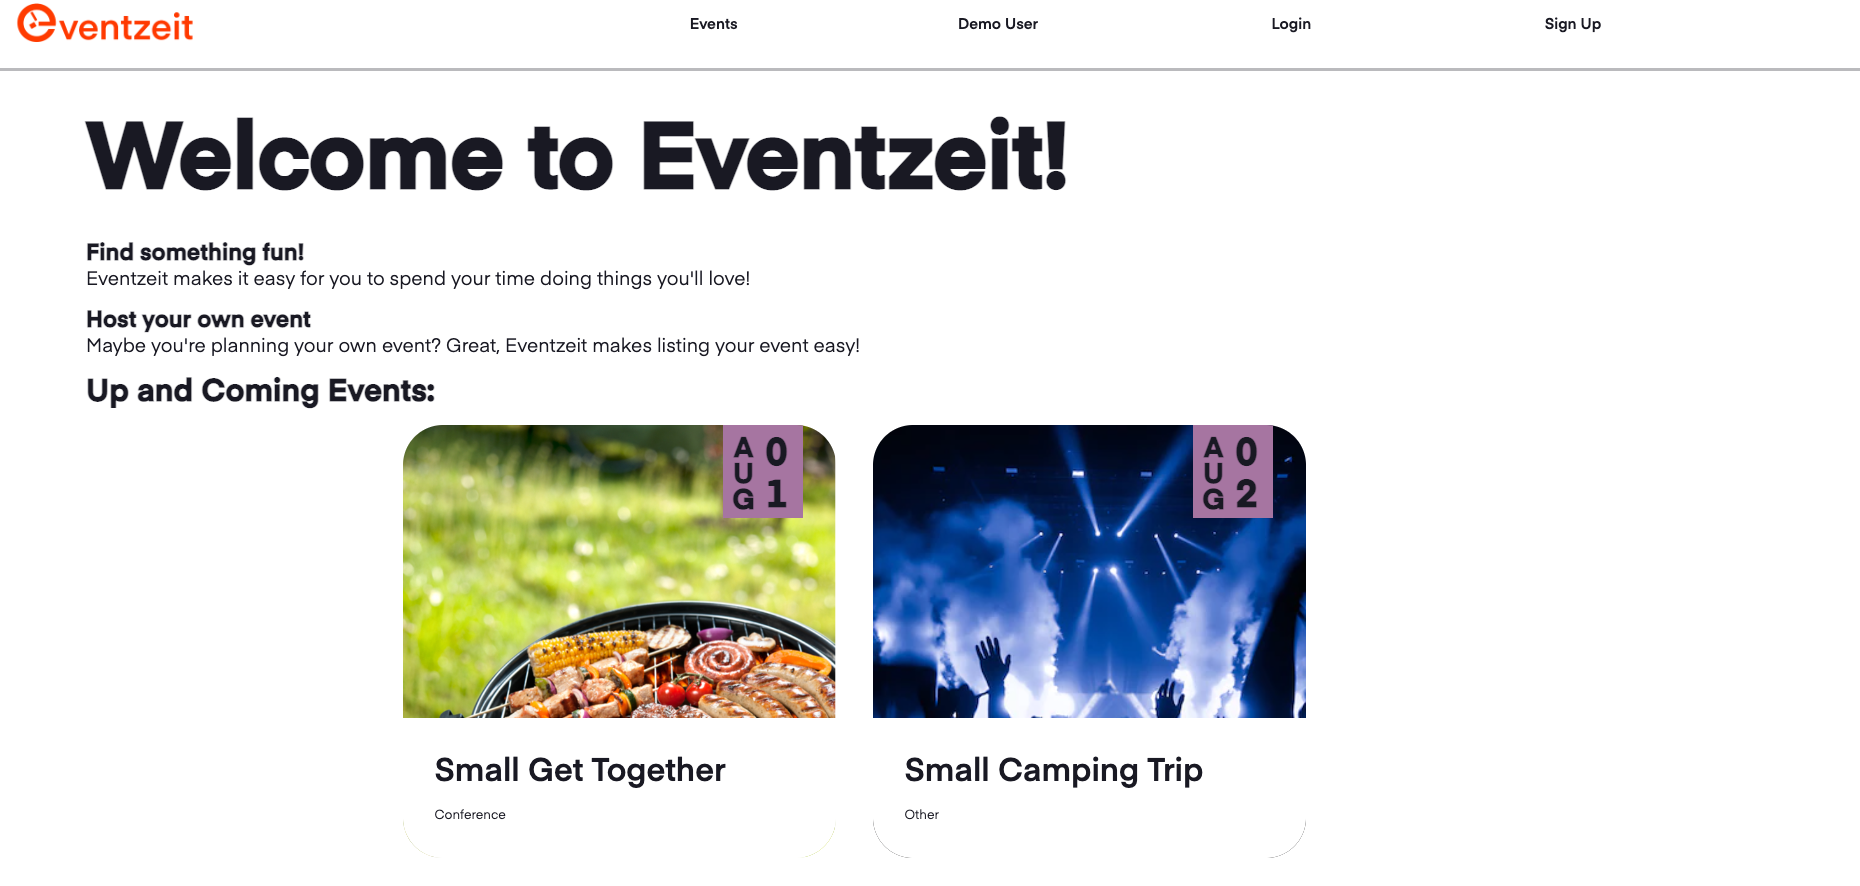 eventzeit
Events
Demo User
Login
Sign Up
Welcome to Eventzeit!
Find something fun!
Eventzeit makes it easy for you to spend your time doing things you'll love!
Host your own event
Maybe you're planning your own event? Great, Eventzeit makes listing your event easy!
Up and Coming Events:
AUG
01
Small Get Together
Conference
AUG
02
Small Camping Trip
Other